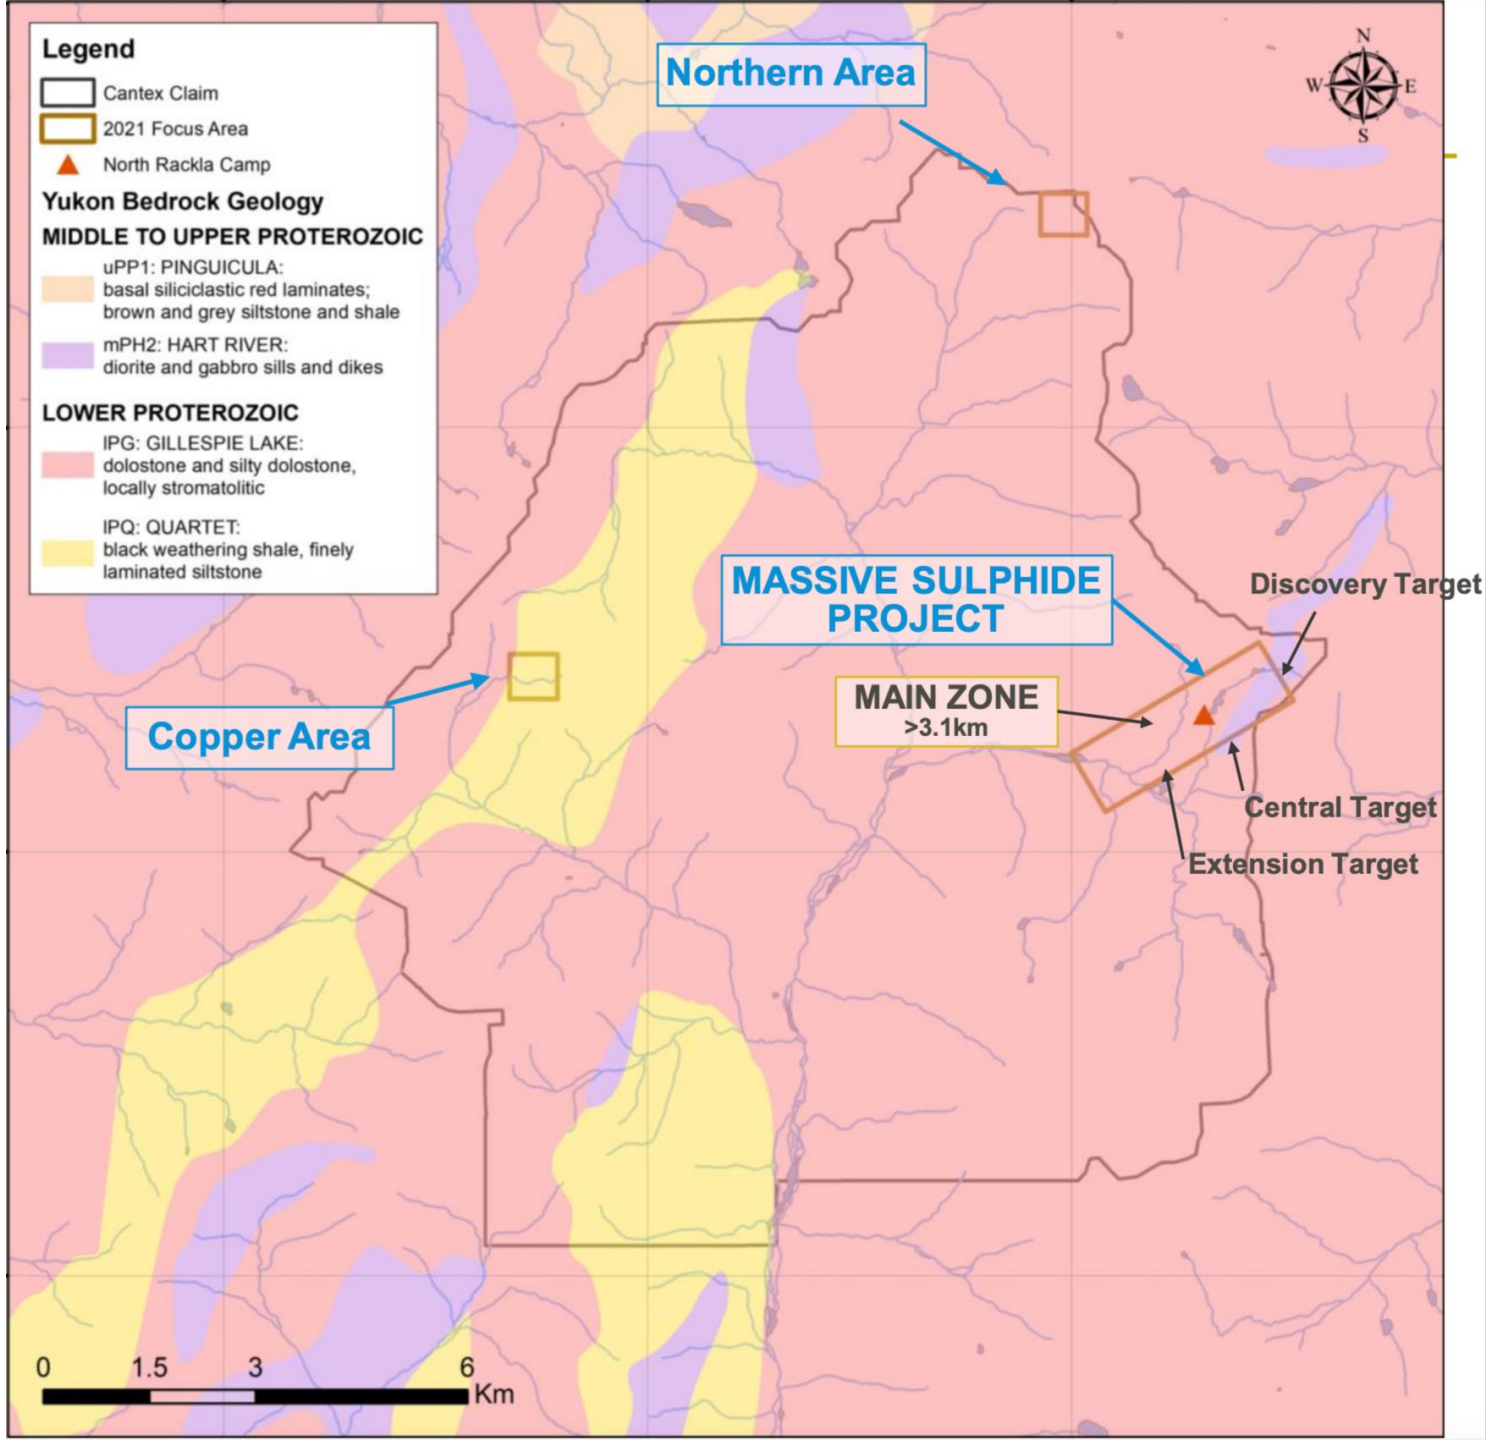 Legend
Cantex Claim
2021 Focus Area
North Rackla Camp
Yukon Bedrock Geology
MIDDLE TO UPPER PROTEROZOIC
uPP1: PINGUICULA:
basal siliciclastic red laminates;
brown and grey siltstone and shale
mPH2: HART RIVER:
diorite and gabbro sills and dikes
LOWER PROTEROZOIC
IPG: GILLESPIE LAKE:
dolostone and silty dolostone,
locally stromatolitic
IPQ: QUARTET:
black weathering shale, finely
laminated siltstone
Northern Area
N
W E
S
MASSIVE SULPHIDE
PROJECT
Discovery Target
MAIN ZONE
>3.1km
Copper Area
Central Target
Extension Target
0 1.5 3 6
Km